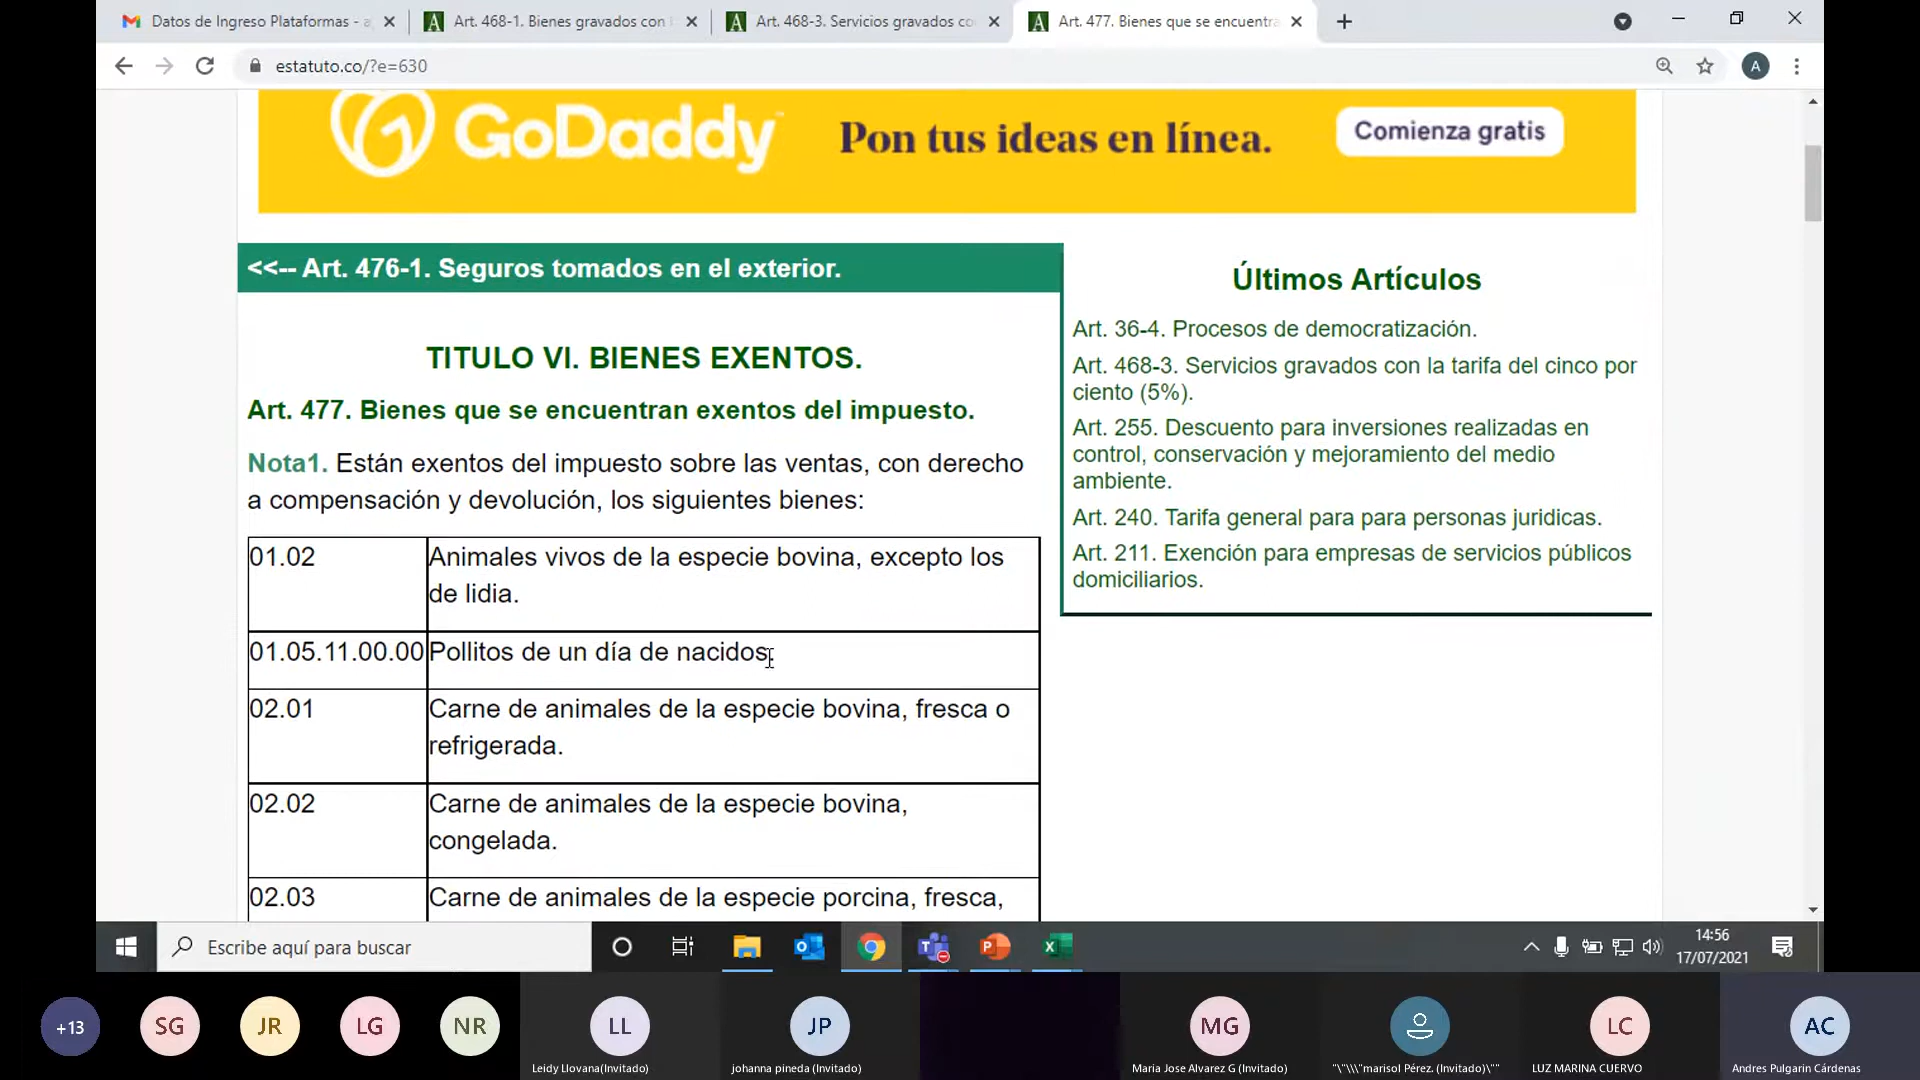 Datos de Ingreso Plataformas - a
Art. 468-1. Bienes gravados con
Art. 468-3. Servicios gravados co
Art. 477. Bienes que se encuentra
estatuto.co/?e=630
A
GoDaddy
Pon tus ideas en línea.
Comienza gratis
<<-- Art. 476-1. Seguros tomados en el exterior.
TITULO VI. BIENES EXENTOS.
Art. 477. Bienes que se encuentran exentos del impuesto.
Nota1. Están exentos del impuesto sobre las ventas, con derecho
a compensación y devolución, los siguientes bienes:
01.02
Animales vivos de la especie bovina, excepto los
de lidia.
01.05.11.00.00
Pollitos de un día de nacidos.
02.01
Carne de animales de la especie bovina, fresca o
refrigerada.
02.02
Carne de animales de la especie bovina,
congelada.
02.03
Carne de animales de la especie porcina, fresca,
Últimos Artículos
Art. 36-4. Procesos de democratización.
Art. 468-3. Servicios gravados con la tarifa del cinco por
ciento (5%).
Art. 255. Descuento para inversiones realizadas en
control, conservación y mejoramiento del medio
ambiente.
Art. 240. Tarifa general para para personas juridicas.
Art. 211. Exención para empresas de servicios públicos
domiciliarios.
Escribe aquí para buscar
14:56
17/07/2021
+13
SG
JR
LG
NR
LL
JP
MG
LC
AC
Leidy Llovana(Invitado)
johanna pineda (Invitado)
Maria Jose Alvarez G (Invitado)
"\"\\\"marisol Pérez. (Invitado)\""
LUZ MARINA CUERVO
Andres Pulgarin Cárdenas